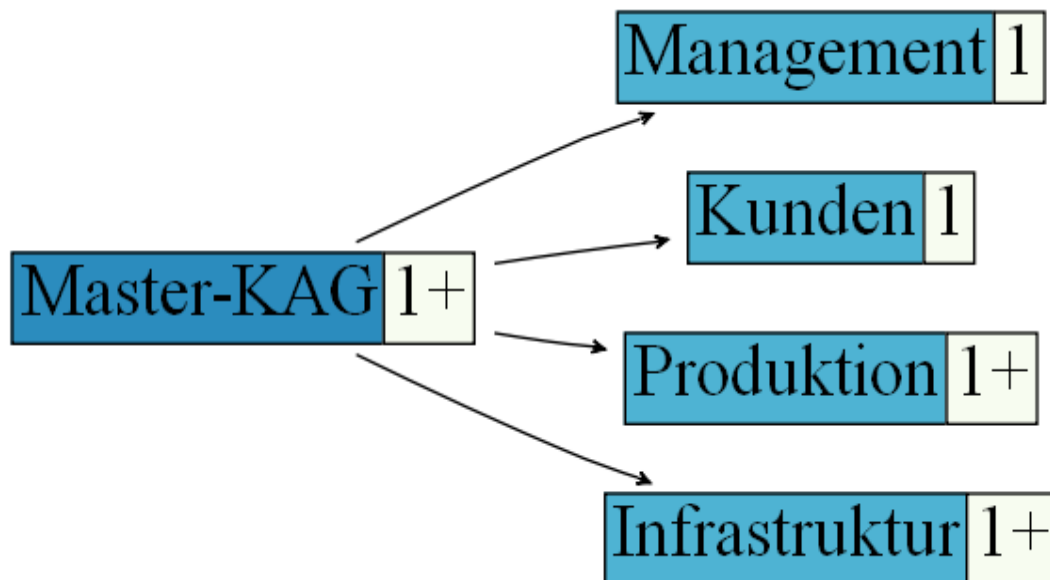 Management 1
Kunden 1
Master-KAG 1+
Produktion 1+
Infrastruktur 1+